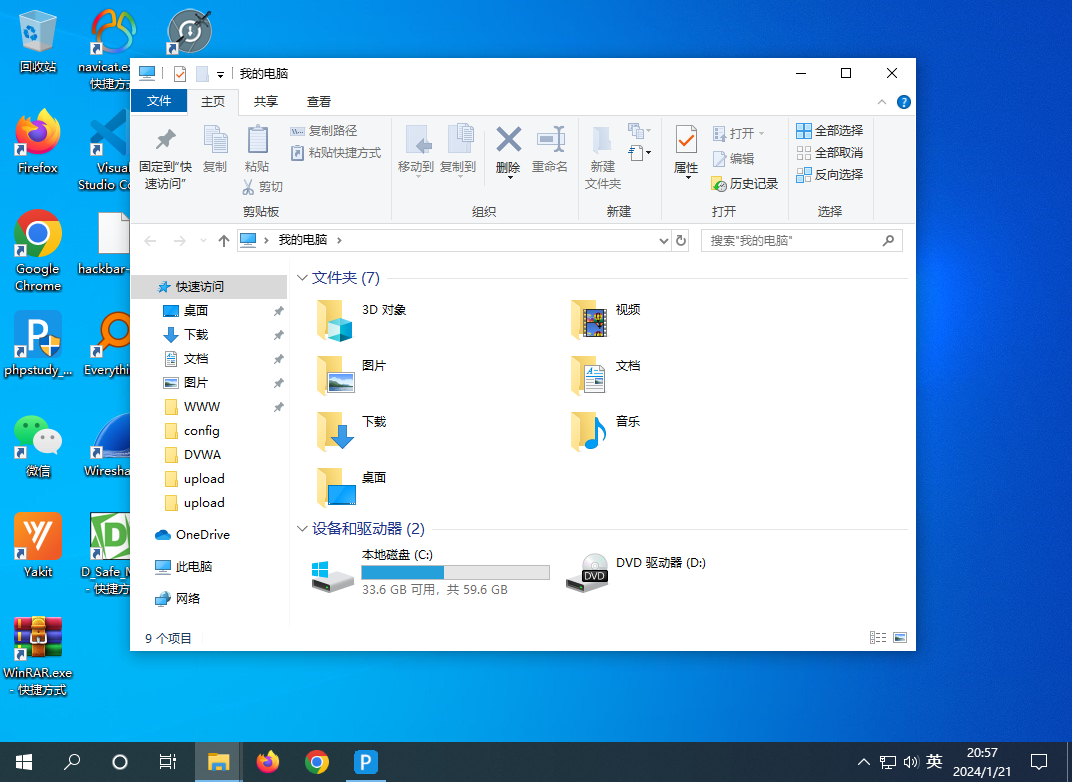 回收站
navicat.ex
快捷方式
Firefox
Visual
Studio Co
Google
Chrome
hackbar-
phpstudy_...
Everythi
微信
Wiresha
Yakit
D_Safe_M
- 快捷方
WinRAR.exe
- 快捷方式
我的电脑
文件
主页
共享
查看
固定到"快
速访问"
复制
粘贴
复制路径
粘贴快捷方式
剪切
剪贴板
移动到
复制到
删除
重命名
组织
新建
文件夹
新建
属性
打开
编辑
历史记录
打开
全部选择
全部取消
反向选择
选择
我的电脑
搜索"我的电脑"
快速访问
桌面
下载
文档
图片
WWW
config
DVWA
upload
upload
OneDrive
此电脑
网络
文件夹 (7)
3D 对象
视频
图片
文档
下载
音乐
桌面
设备和驱动器 (2)
本地磁盘 (C:)
33.6 GB 可用，共 59.6 GB
DVD
DVD 驱动器 (D:)
9 个项目
英
20:57
2024/1/21